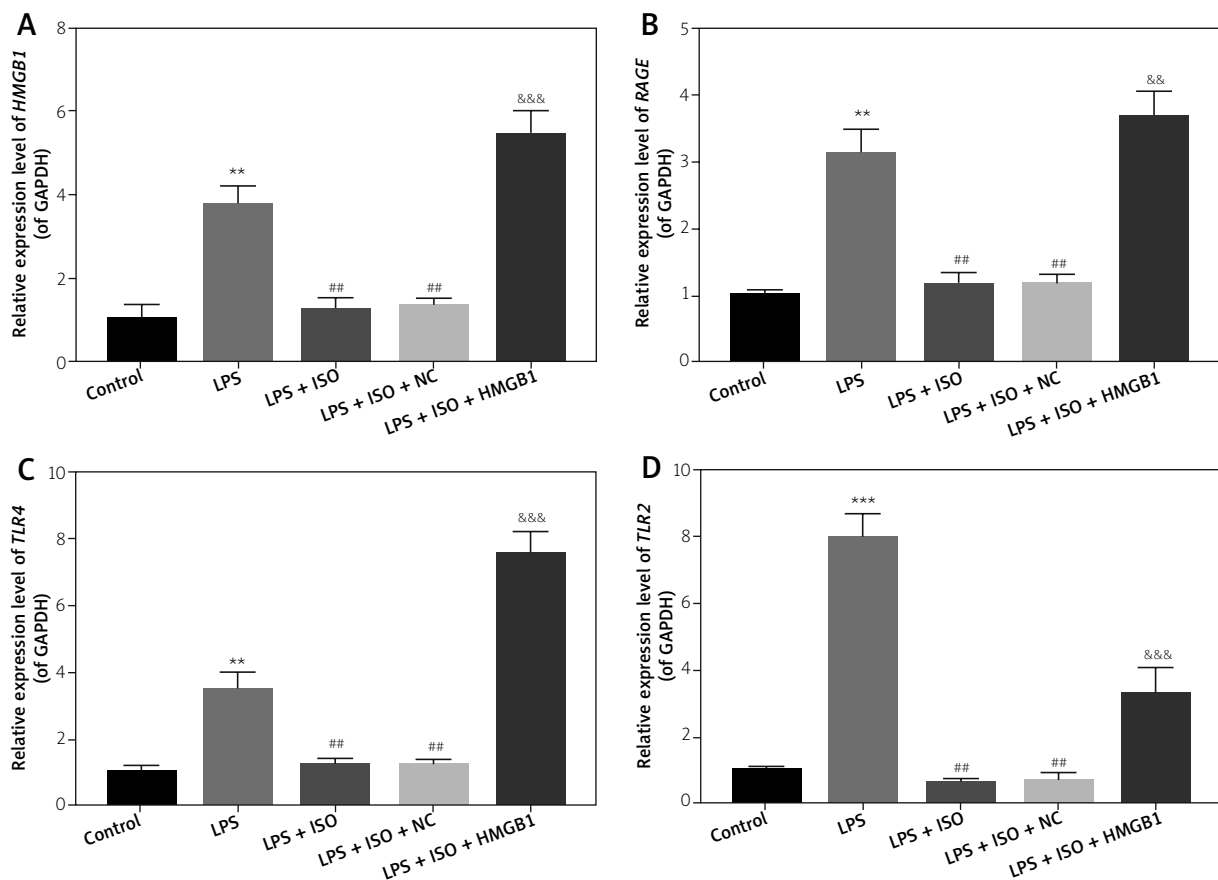 A
Relative expression level of HMGB1
(of GAPDH)
8
6
4
2
0
**
##
##
&&&
Control
LPS
LPS + ISO
LPS + ISO + NC
LPS + ISO + HMGB1
B
Relative expression level of RAGE
(of GAPDH)
5
4
3
2
1
0
**
##
##
&&
Control
LPS
LPS + ISO
LPS + ISO + NC
LPS + ISO + HMGB1
C
Relative expression level of TLR4
(of GAPDH)
10
8
6
4
2
0
**
##
##
&&&
Control
LPS
LPS + ISO
LPS + ISO + NC
LPS + ISO + HMGB1
D
Relative expression level of TLR2
(of GAPDH)
10
8
6
4
2
0
***
##
##
&&&
Control
LPS
LPS + ISO
LPS + ISO + NC
LPS + ISO + HMGB1